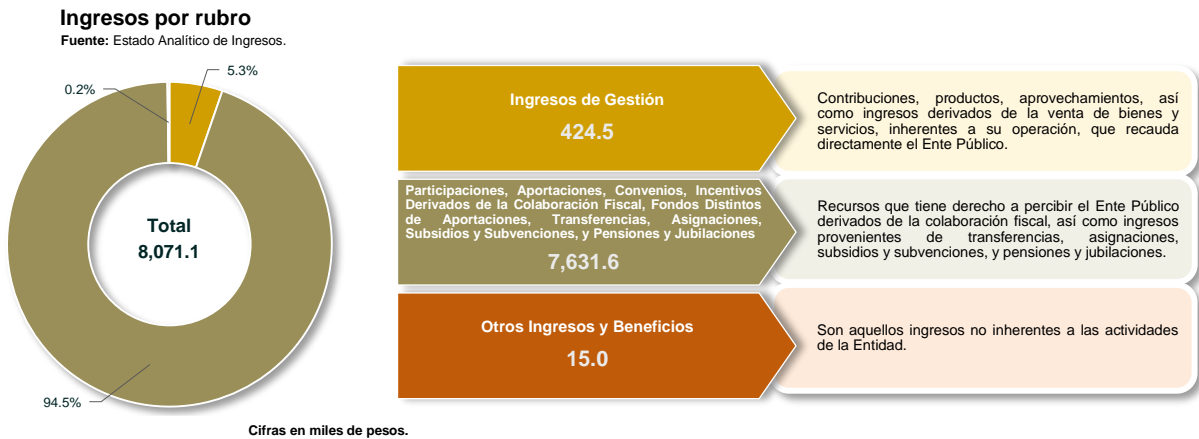 Ingresos por rubro
Fuente: Estado Analítico de Ingresos.
5.3%
0.2%
Total
8,071.1
94.5%
Ingresos de Gestión
424.5
Contribuciones, productos, aprovechamientos, así
como ingresos derivados de la venta de bienes y
servicios, inherentes a su operación, que recauda
directamente el Ente Público.
Participaciones, Aportaciones, Convenios, Incentivos
Derivados de la Colaboración Fiscal, Fondos Distintos
de Aportaciones, Transferencias, Asignaciones,
Subsidios y Subvenciones, y Pensiones y Jubilaciones
7,631.6
Recursos que tiene derecho a percibir el Ente Público
derivados de la colaboración fiscal, así como ingresos
provenientes de transferencias, asignaciones,
subsidios y subvenciones, y pensiones y jubilaciones.
Otros Ingresos y Beneficios
15.0
Son aquellos ingresos no inherentes a las actividades
de la Entidad.
Cifras en miles de pesos.